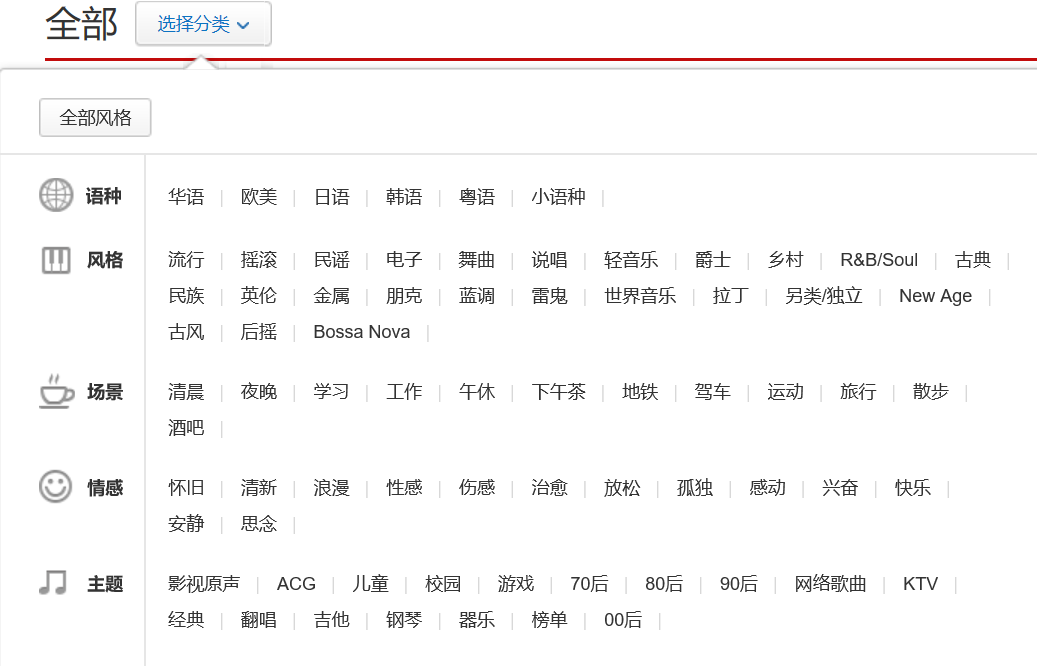 全部 选择分类
全部风格
语种 华语 | 欧美 | 日语 | 韩语 | 粤语 | 小语种 |
风格 流行 | 摇滚 | 民谣 | 电子 | 舞曲 | 说唱 | 轻音乐 | 爵士 | 乡村 | R&B/Soul | 古典 |
民族 | 英伦 | 金属 | 朋克 | 蓝调 | 雷鬼 | 世界音乐 | 拉丁 | 另类/独立 | New Age |
古风 | 后摇 | Bossa Nova |
场景 清晨 | 夜晚 | 学习 | 工作 | 午休 | 下午茶 | 地铁 | 驾车 | 运动 | 旅行 | 散步 |
酒吧 |
情感 怀旧 | 清新 | 浪漫 | 性感 | 伤感 | 治愈 | 放松 | 孤独 | 感动 | 兴奋 | 快乐 |
安静 | 思念 |
主题 影视原声 | ACG | 儿童 | 校园 | 游戏 | 70后 | 80后 | 90后 | 网络歌曲 | KTV |
经典 | 翻唱 | 吉他 | 钢琴 | 器乐 | 榜单 | 00后 |